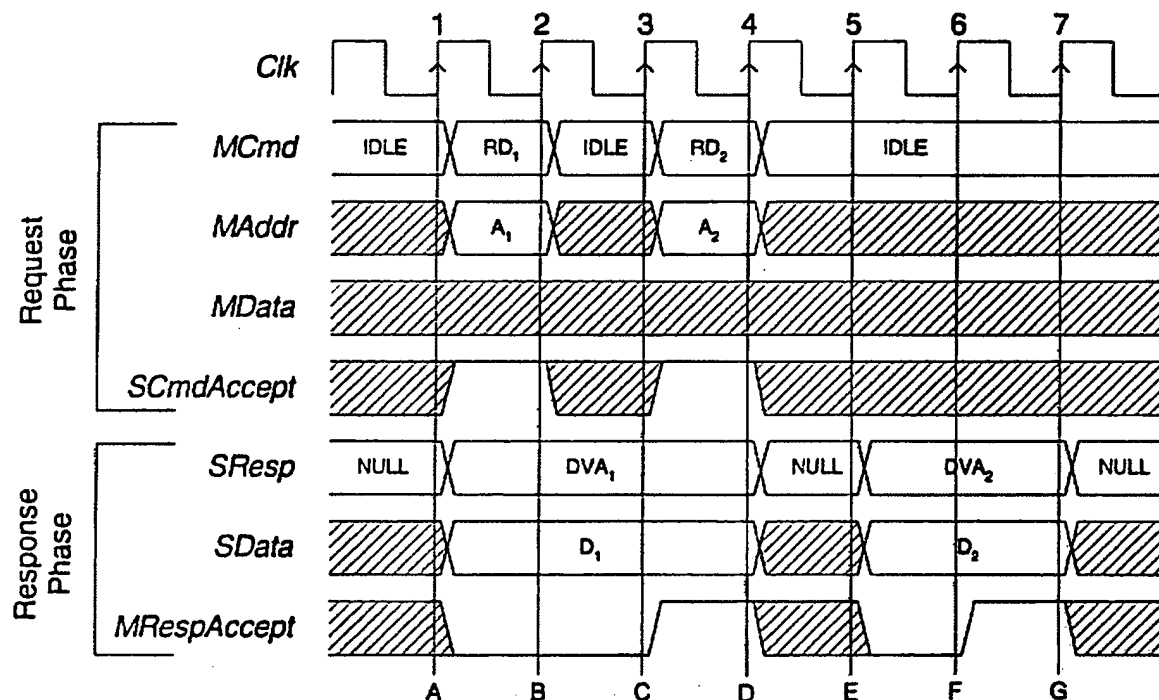 1 2 3 4 5 6 7
Clk
Request Phase
MCmd IDLE RD₁ IDLE RD₂ IDLE
MAddr A₁ A₂
MData
SCmdAccept
Response Phase
SResp NULL DVA₁ NULL DVA₂ NULL
SData D₁ D₂
MRespAccept
A B C D E F G